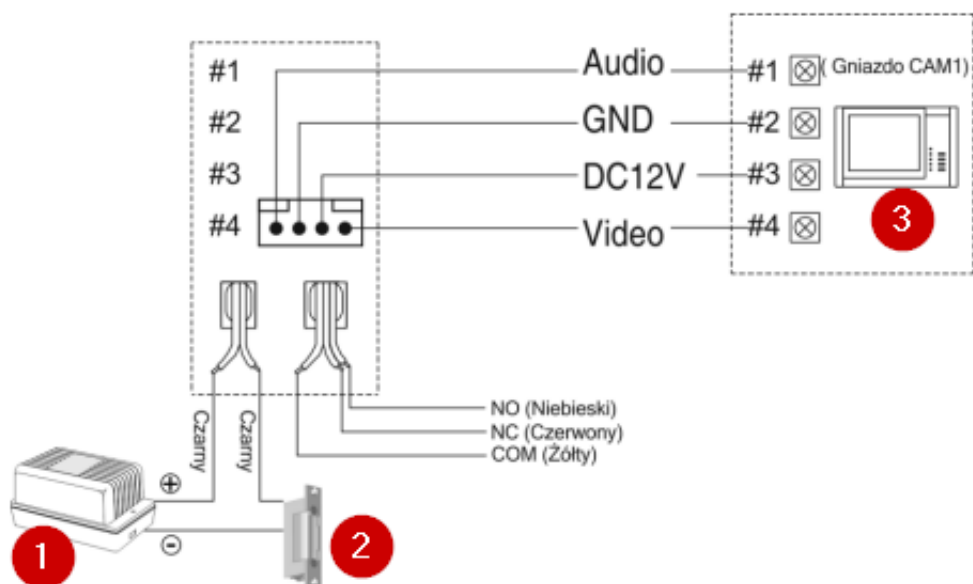 #1 Audio #1 ( Gniazdo CAM1)
#2 GND #2
#3 DC12V #3
#4 Video #4
3
Czarny Czarny
NO (Niebieski)
NC (Czerwony)
COM (Żółty)
+
-
1
2